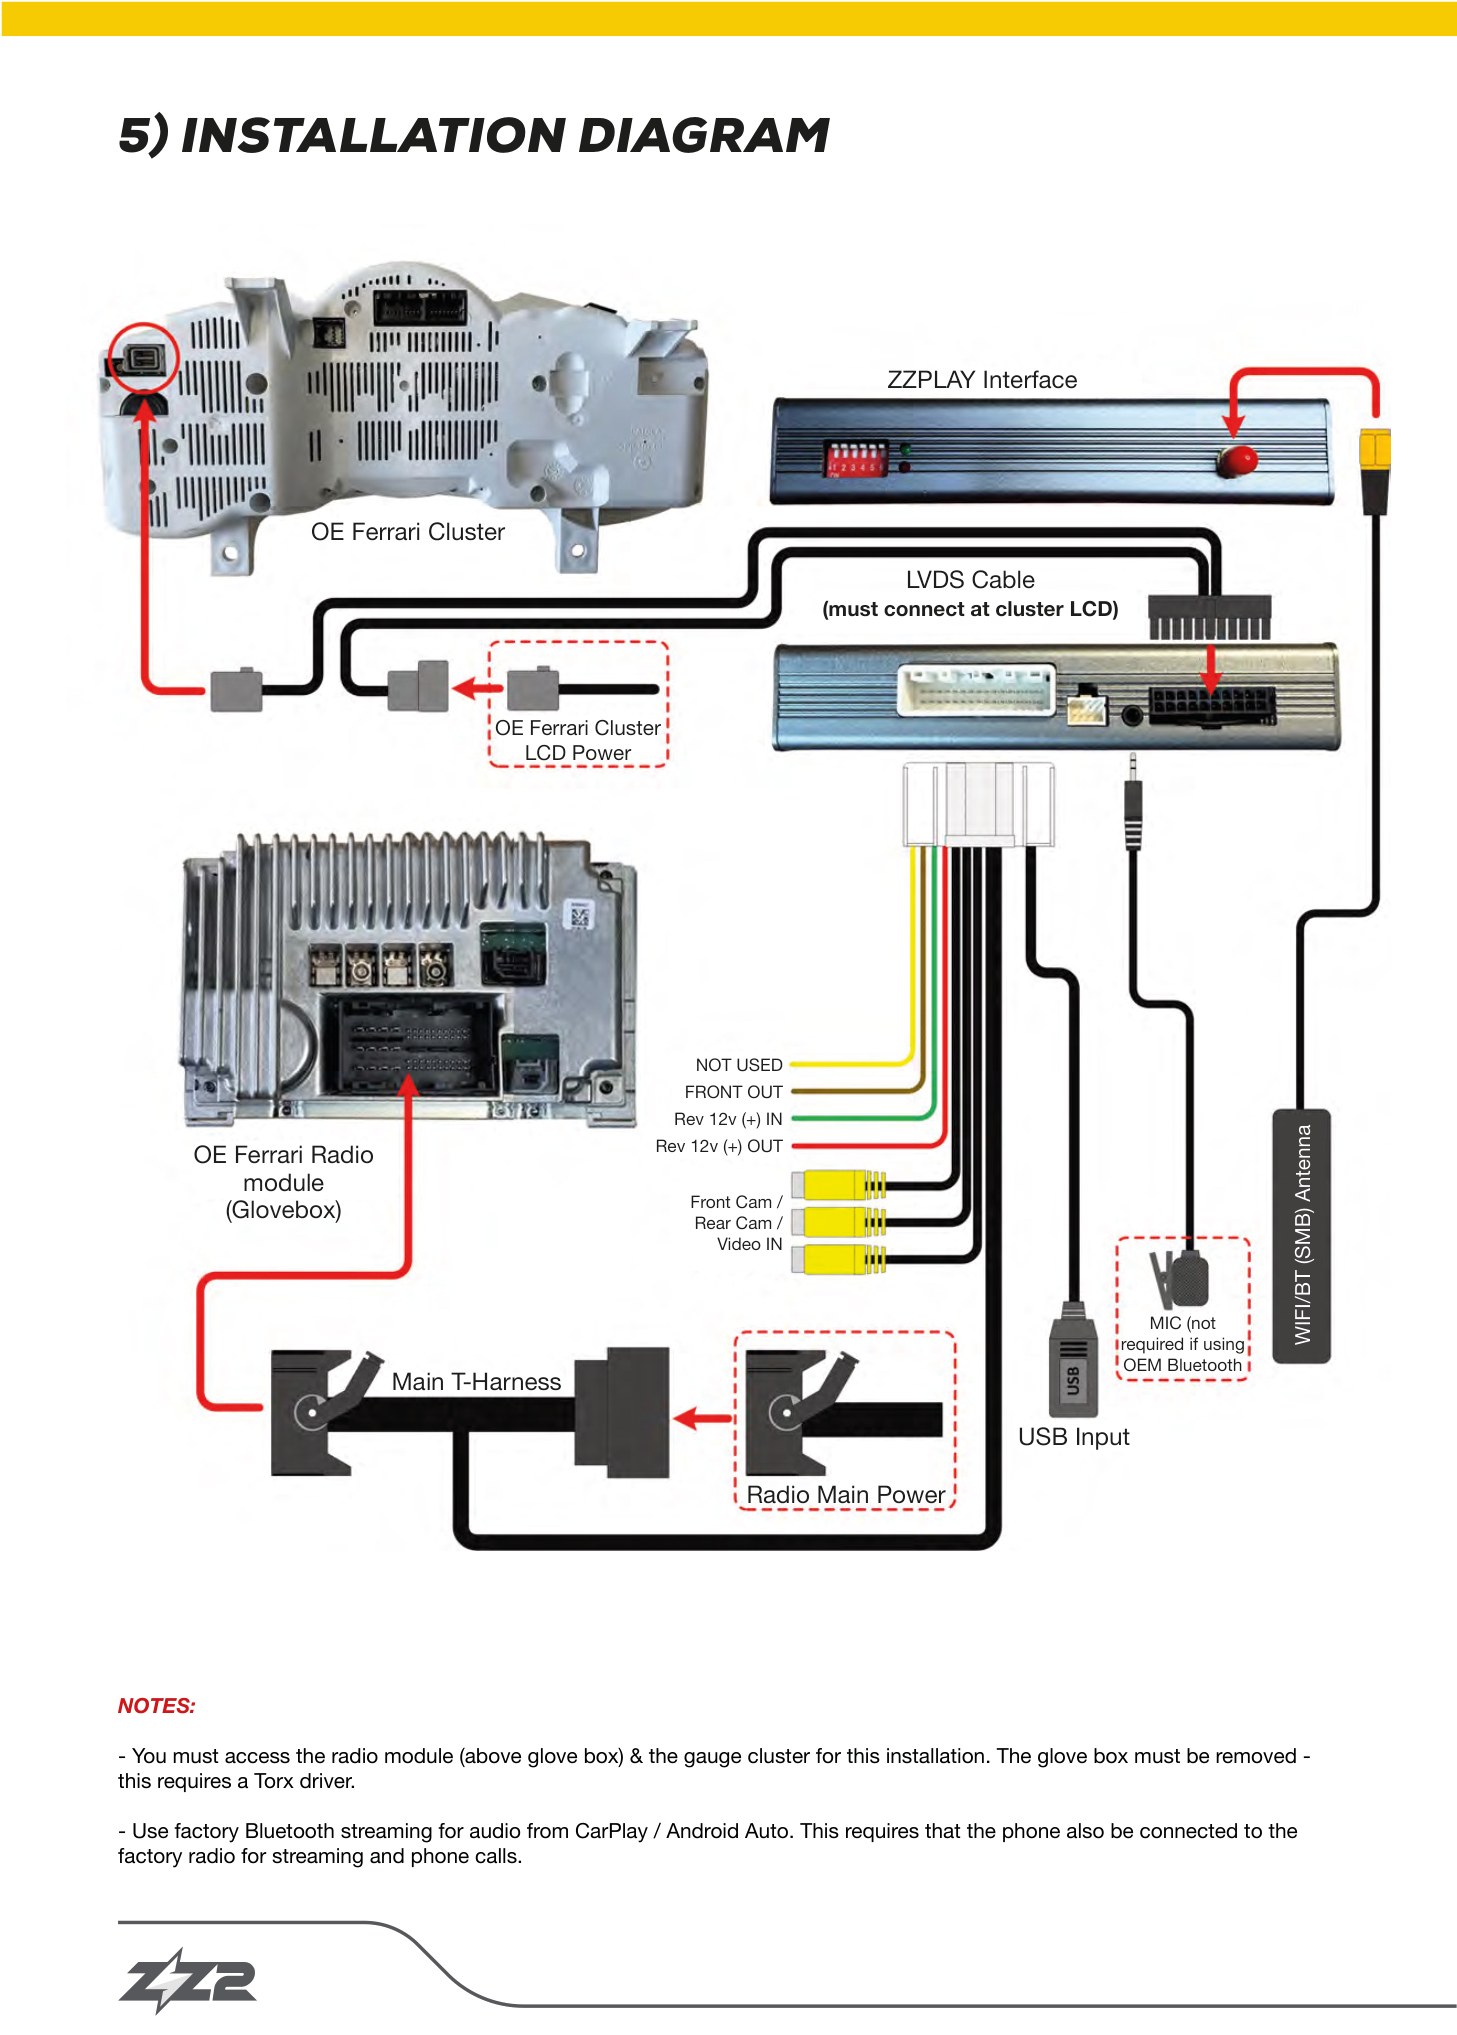 5) INSTALLATION DIAGRAM
ZZPLAY Interface
1 2 3 4 5
OE Ferrari Cluster
LVDS Cable
(must connect at cluster LCD)
OE Ferrari Cluster
LCD Power
NOT USED
FRONT OUT
Rev 12v (+) IN
Rev 12v (+) OUT
OE Ferrari Radio
module
(Glovebox)
Front Cam /
Rear Cam /
Video IN
WIFI/BT (SMB) Antenna
MIC (not
required if using
OEM Bluetooth
USB
Main T-Harness
USB Input
Radio Main Power
NOTES:
- You must access the radio module (above glove box) & the gauge cluster for this installation. The glove box must be removed -
this requires a Torx driver.
- Use factory Bluetooth streaming for audio from CarPlay / Android Auto. This requires that the phone also be connected to the
factory radio for streaming and phone calls.
ZZ2